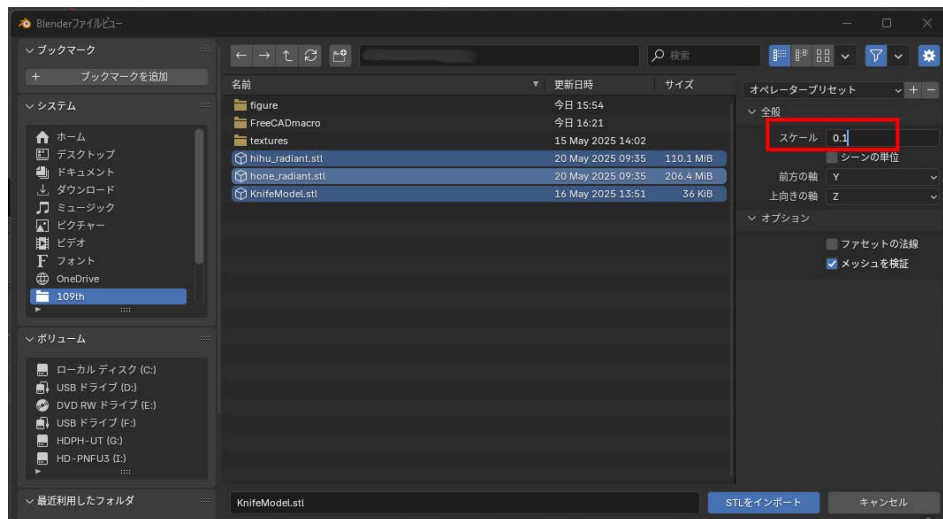 Blenderファイルビュー
ブックマーク
+ ブックマークを追加
システム
ホーム
デスクトップ
ドキュメント
ダウンロード
ミュージック
ピクチャー
ビデオ
フォント
OneDrive
109th
ボリューム
ローカル ディスク (C:)
USB ドライブ (D:)
DVD RW ドライブ (E:)
USB ドライブ (F:)
HDPH-UT (G:)
HD-PNFU3 (I:)
最近利用したフォルダ
検索
名前 更新日時 サイズ
figure 今日 15:54
FreeCADmacro 今日 16:21
textures 15 May 2025 14:02
hihu_radiant.stl 20 May 2025 09:35 110.1 MiB
hone_radiant.stl 20 May 2025 09:35 206.4 MiB
KnifeModel.stl 16 May 2025 13:51 36 KiB
オペレータープリセット
全般
スケール 0.1
シーンの単位
前方の軸 Y
上向きの軸 Z
オプション
ファセットの法線
メッシュを検証
KnifeModel.stl
STLをインポート
キャンセル